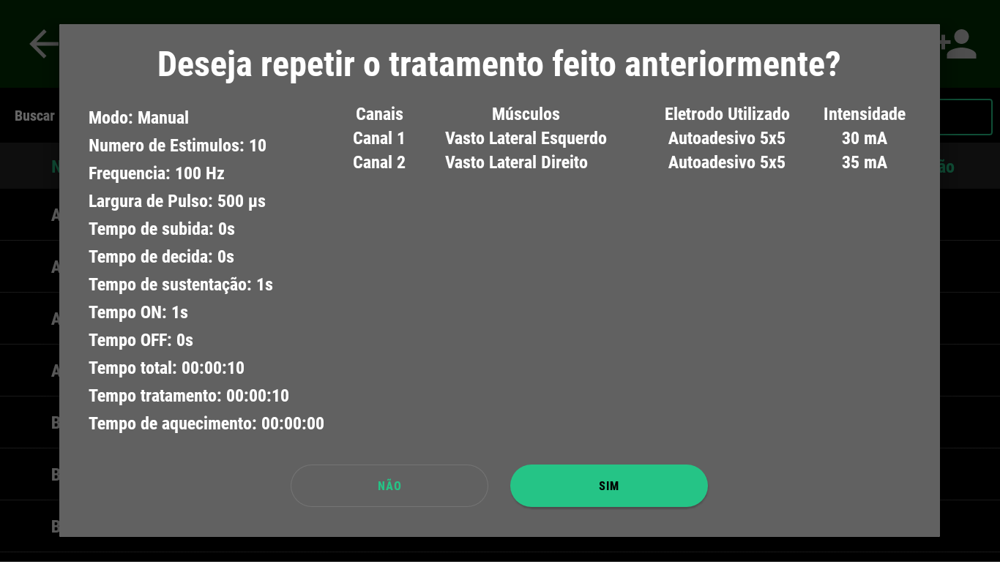 Deseja repetir o tratamento feito anteriormente?
Buscar
Modo: Manual
Numero de Estimulos: 10
Frequencia: 100 Hz
Largura de Pulso: 500 µs
Tempo de subida: 0s
Tempo de decida: 0s
Tempo de sustentação: 1s
Tempo ON: 1s
Tempo OFF: 0s
Tempo total: 00:00:10
Tempo tratamento: 00:00:10
Tempo de aquecimento: 00:00:00
Canais Músculos Eletrodo Utilizado Intensidade
Canal 1 Vasto Lateral Esquerdo Autoadesivo 5x5 30 mA
Canal 2 Vasto Lateral Direito Autoadesivo 5x5 35 mA
NÃO
SIM